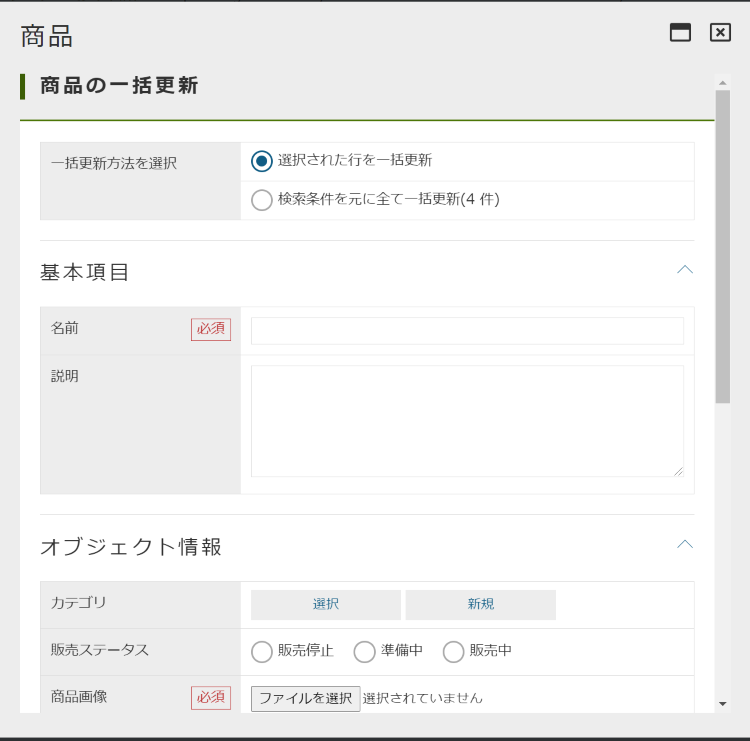 商品
商品の一括更新
一括更新方法を選択
選択された行を一括更新
検索条件を元に全て一括更新(4 件)
基本項目
名前 必須
説明
オブジェクト情報
カテゴリ 選択 新規
販売ステータス 販売停止 準備中 販売中
商品画像 必須 ファイルを選択 選択されていません